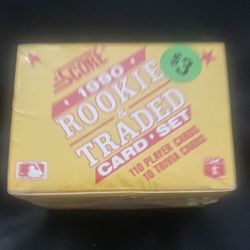 SCORE
#3
1990
ROOKIE
&
TRADED
CARD • SET
110 PLAYER CARDS
10 TRIVIA CARDS